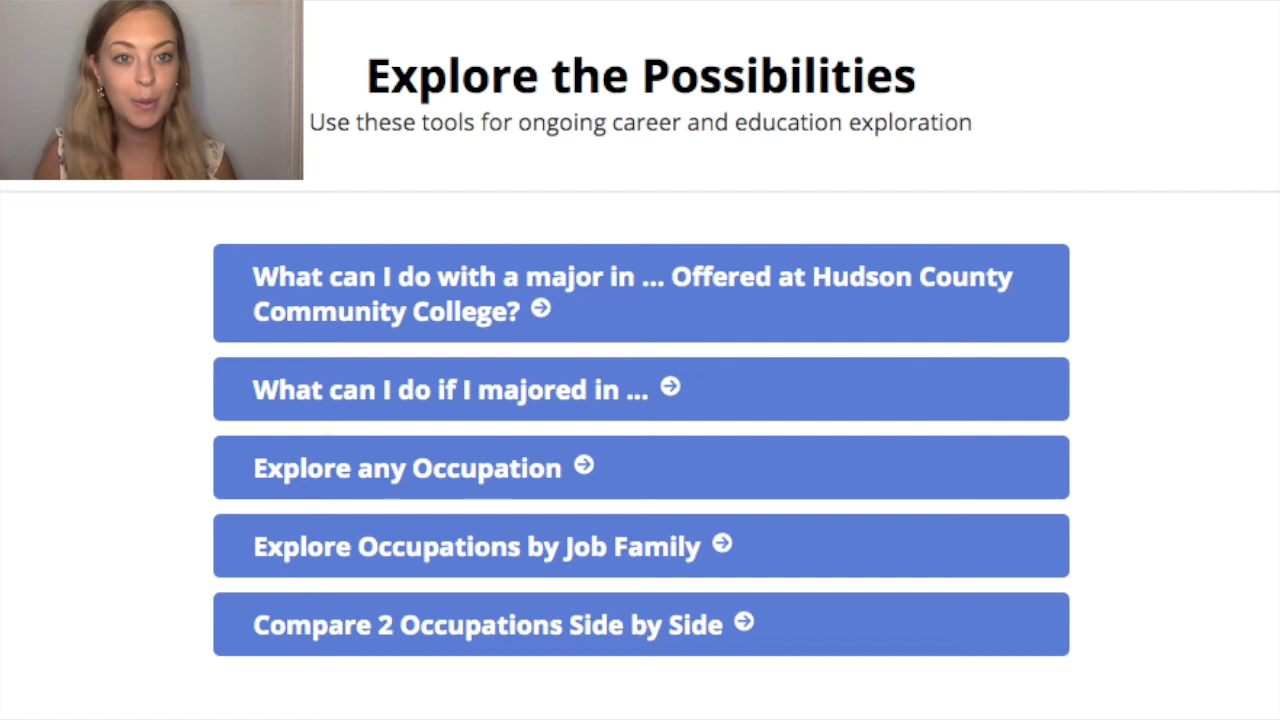 Explore the Possibilities
Use these tools for ongoing career and education exploration
What can I do with a major in ... Offered at Hudson County
Community College?
What can I do if I majored in ...
Explore any Occupation
Explore Occupations by Job Family
Compare 2 Occupations Side by Side